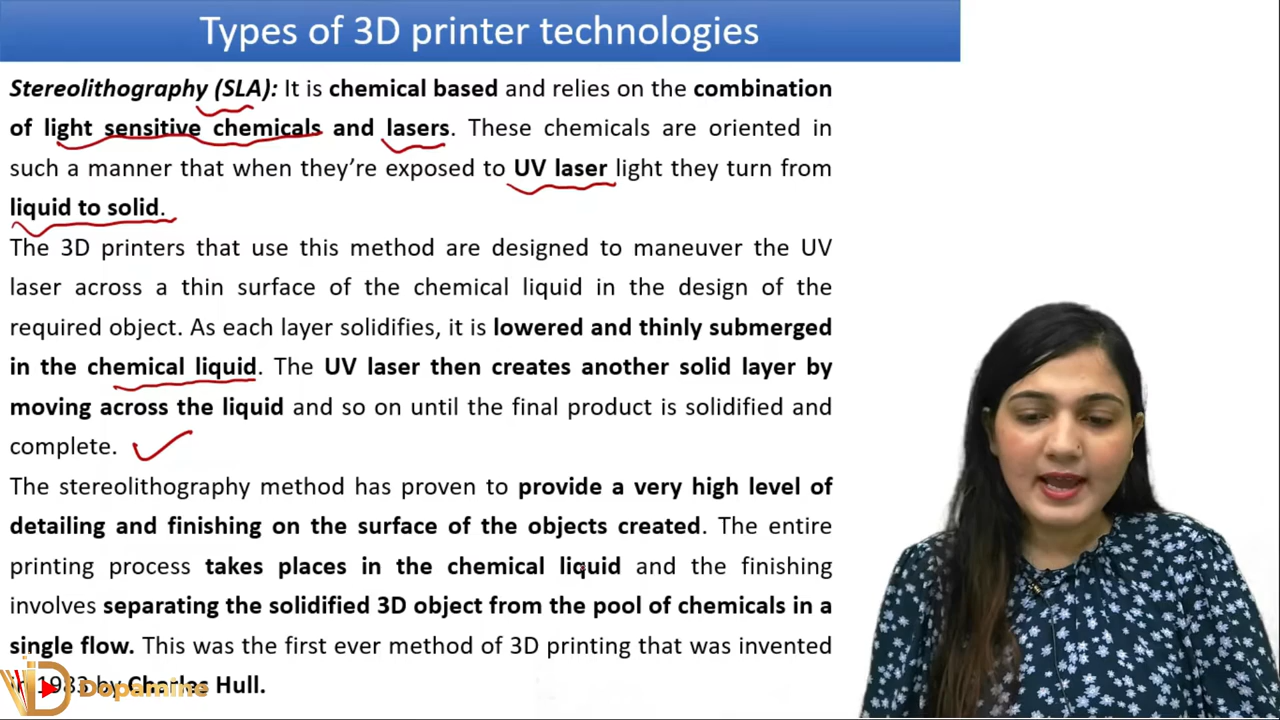 Types of 3D printer technologies
Stereolithography (SLA): It is chemical based and relies on the combination
of light sensitive chemicals and lasers. These chemicals are oriented in
such a manner that when they’re exposed to UV laser light they turn from
liquid to solid.
The 3D printers that use this method are designed to maneuver the UV
laser across a thin surface of the chemical liquid in the design of the
required object. As each layer solidifies, it is lowered and thinly submerged
in the chemical liquid. The UV laser then creates another solid layer by
moving across the liquid and so on until the final product is solidified and
complete.
The stereolithography method has proven to provide a very high level of
detailing and finishing on the surface of the objects created. The entire
printing process takes places in the chemical liquid and the finishing
involves separating the solidified 3D object from the pool of chemicals in a
single flow. This was the first ever method of 3D printing that was invented
in 1983 by Charles Hull.
Dopamine